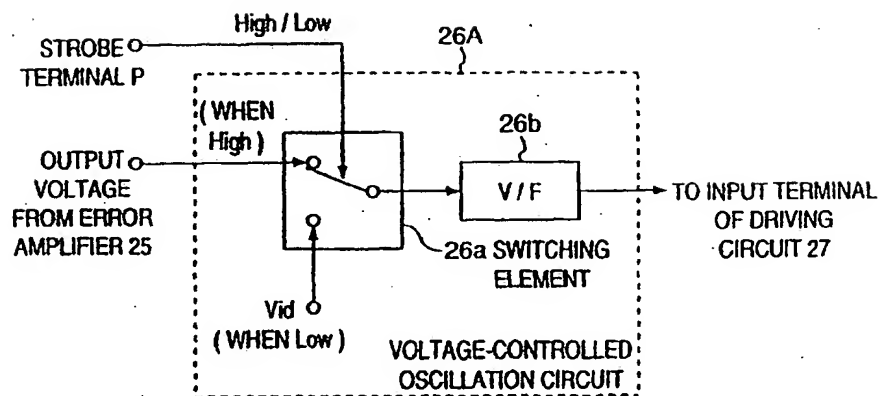 High / Low
STROBE
TERMINAL P
26A
( WHEN
High )
OUTPUT
VOLTAGE
FROM ERROR
AMPLIFIER 25
26b
V / F
TO INPUT TERMINAL
OF DRIVING
CIRCUIT 27
26a SWITCHING
ELEMENT
Vid
( WHEN Low )
VOLTAGE-CONTROLLED
OSCILLATION CIRCUIT